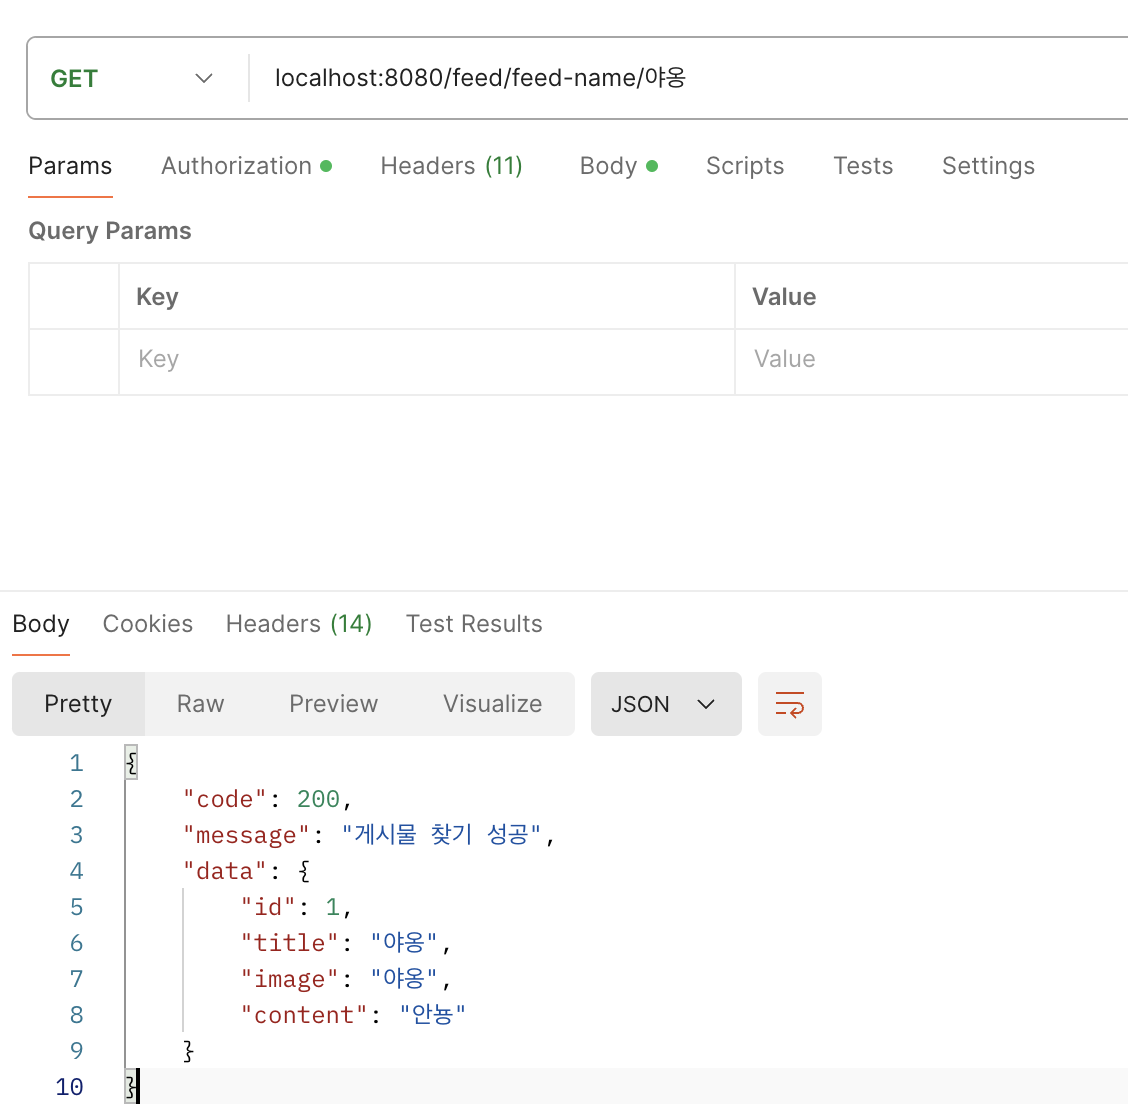 GET localhost:8080/feed/feed-name/야옹
Params Authorization Headers (11) Body Scripts Tests Settings
Query Params
Key Value
Key Value
Body Cookies Headers (14) Test Results
Pretty Raw Preview Visualize JSON
1 {
2 "code": 200,
3 "message": "게시물 찾기 성공",
4 "data": {
5 "id": 1,
6 "title": "야옹",
7 "image": "야옹",
8 "content": "안뇽"
9 }
10 }